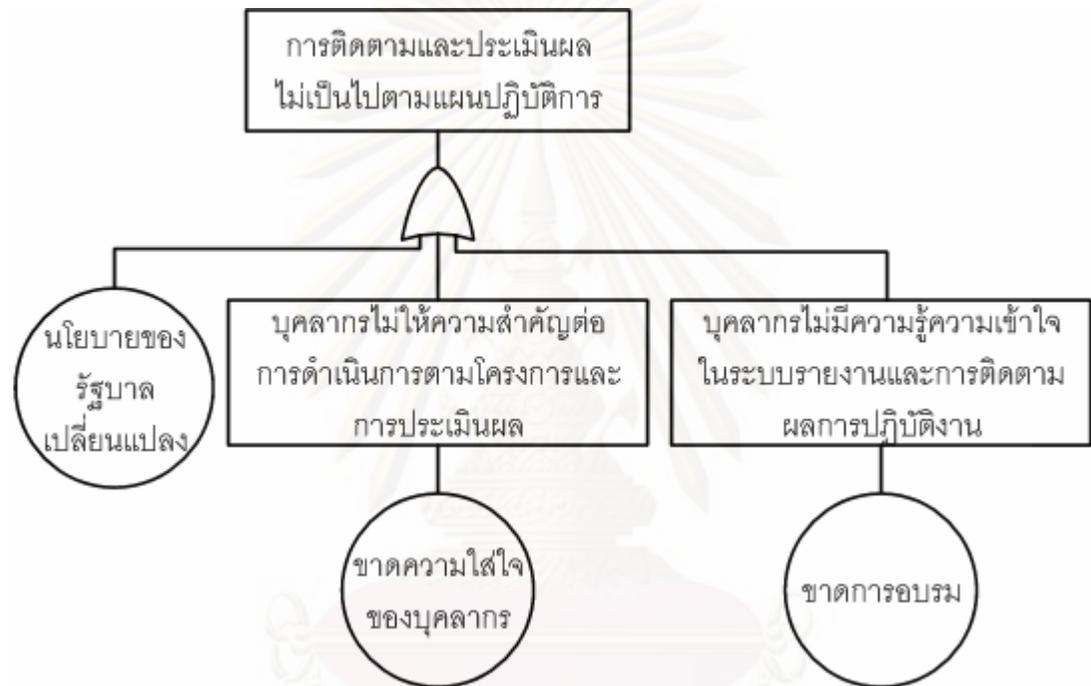 การติดตามและประเมินผล
ไม่เป็นไปตามแผนปฏิบัติการ
นโยบายของ
รัฐบาล
เปลี่ยนแปลง
บุคลากรไม่ให้ความสำคัญต่อ
การดำเนินการตามโครงการและ
การประเมินผล
บุคลากรไม่มีความรู้ความเข้าใจ
ในระบบรายงานและการติดตาม
ผลการปฏิบัติงาน
ขาดความใส่ใจ
ของบุคลากร
ขาดการอบรม